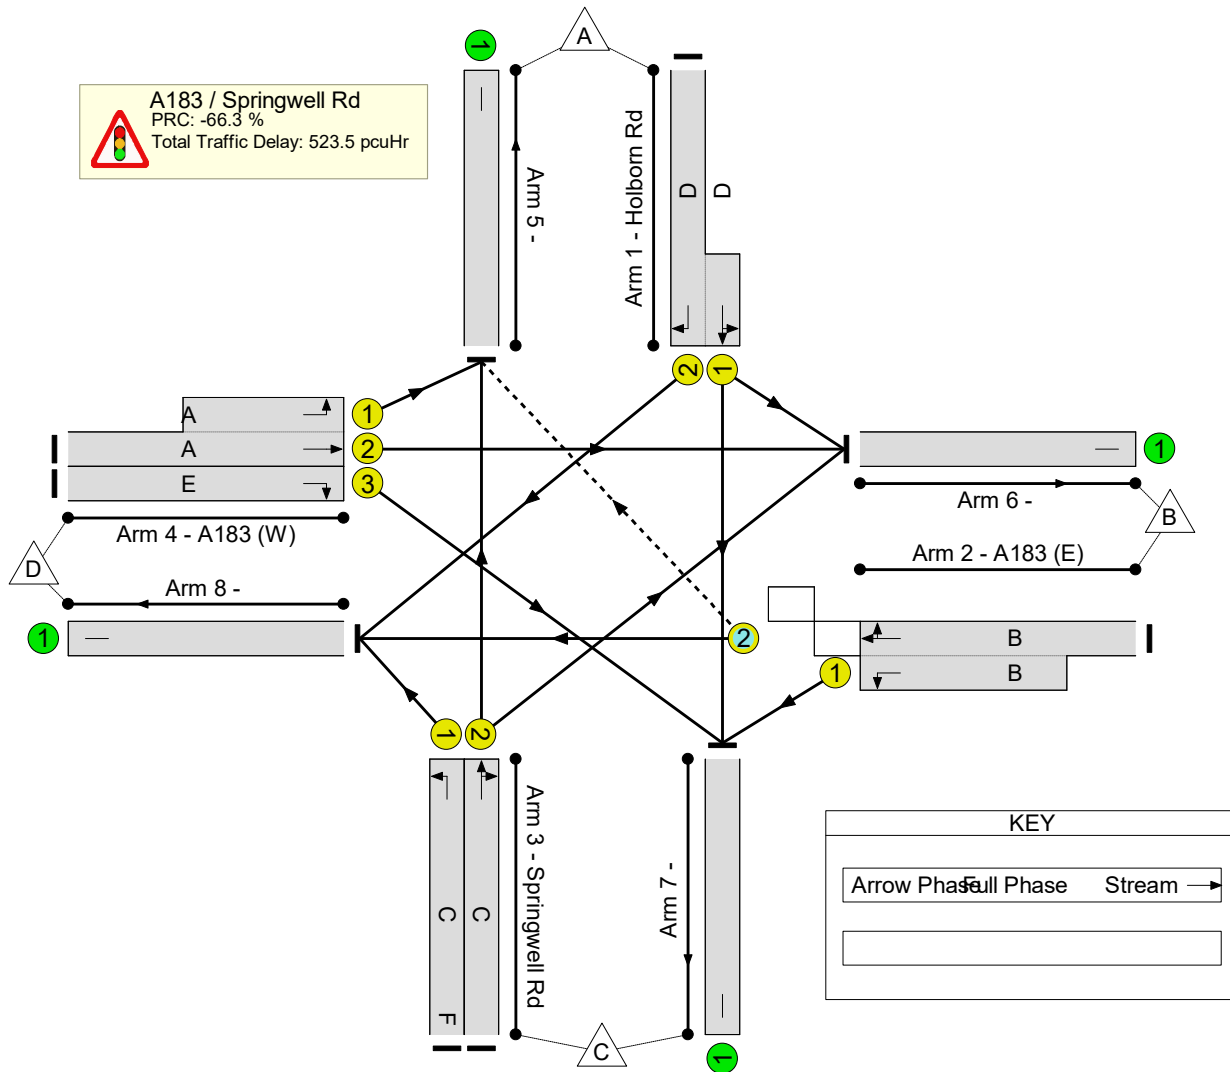 A
1
A183 / Springwell Rd
PRC: -66.3 %
Total Traffic Delay: 523.5 pcuHr
Arm 5 -
Arm 1 - Holborn Rd
D
D
2
1
A
1
A
2
E
3
Arm 4 - A183 (W)
D
Arm 8 -
1
1
Arm 6 -
B
Arm 2 - A183 (E)
2
B
1
B
1
2
C
C
F
Arm 3 - Springwell Rd
Arm 7 -
C
1
KEY
Arrow Phase
Full Phase
Stream